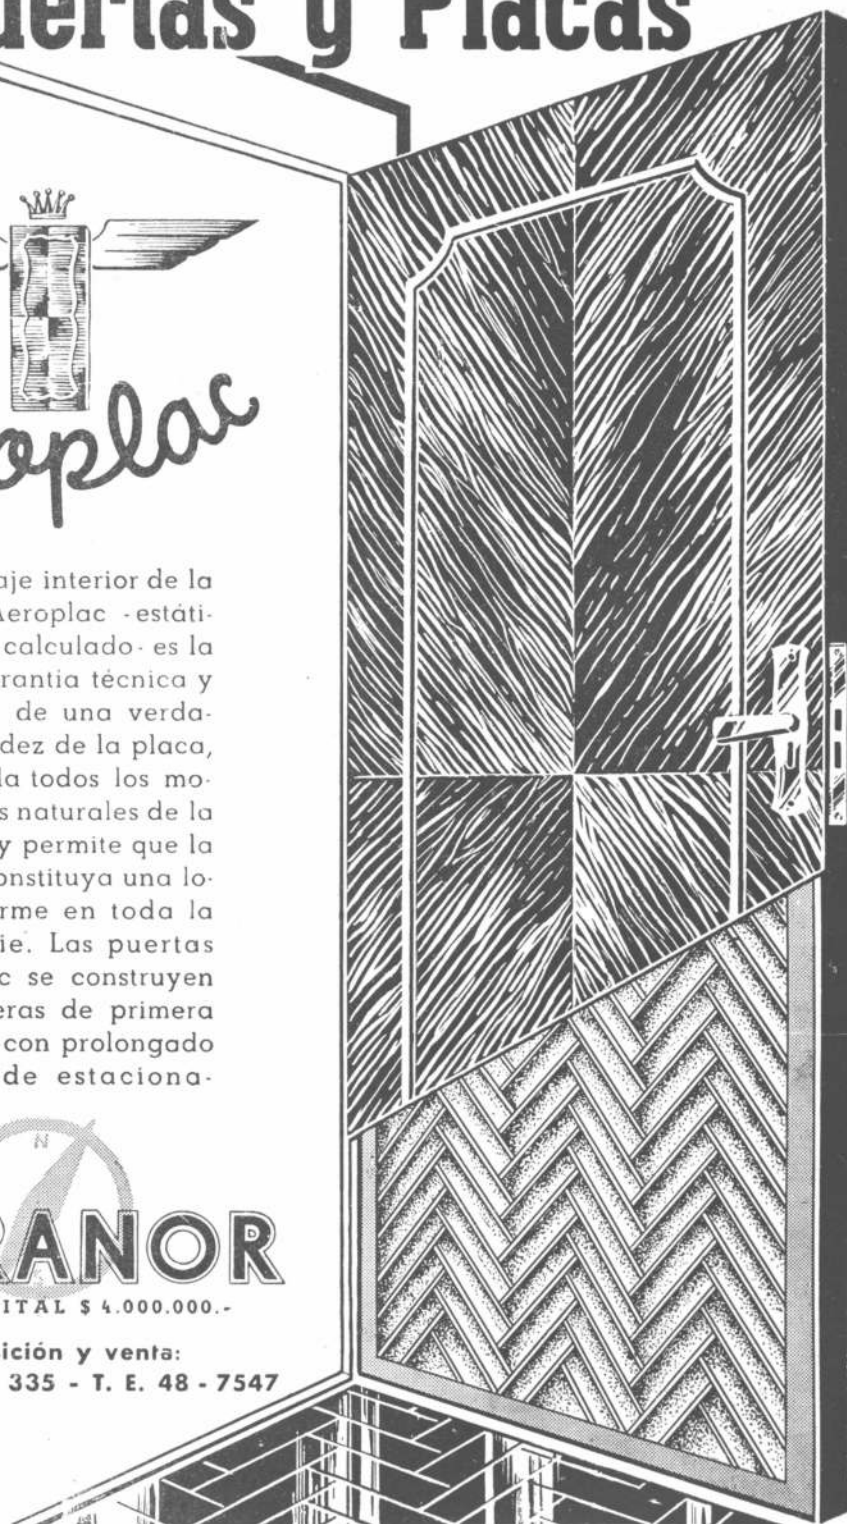 uertas y Placas
oplac
aje interior de la
Aeroplac - estáti-
calculado - es la
rantia técnica y
de una verda-
dez de la placa,
la todos los mo-
s naturales de la
y permite que la
onstituya una lo-
rme en toda la
ie. Las puertas
c se construyen
eras de primera
con prolongado
de estaciona-
N
RANOR
ITAL $ 4.000.000.-
ición y venta:
335 - T. E. 48 - 7547